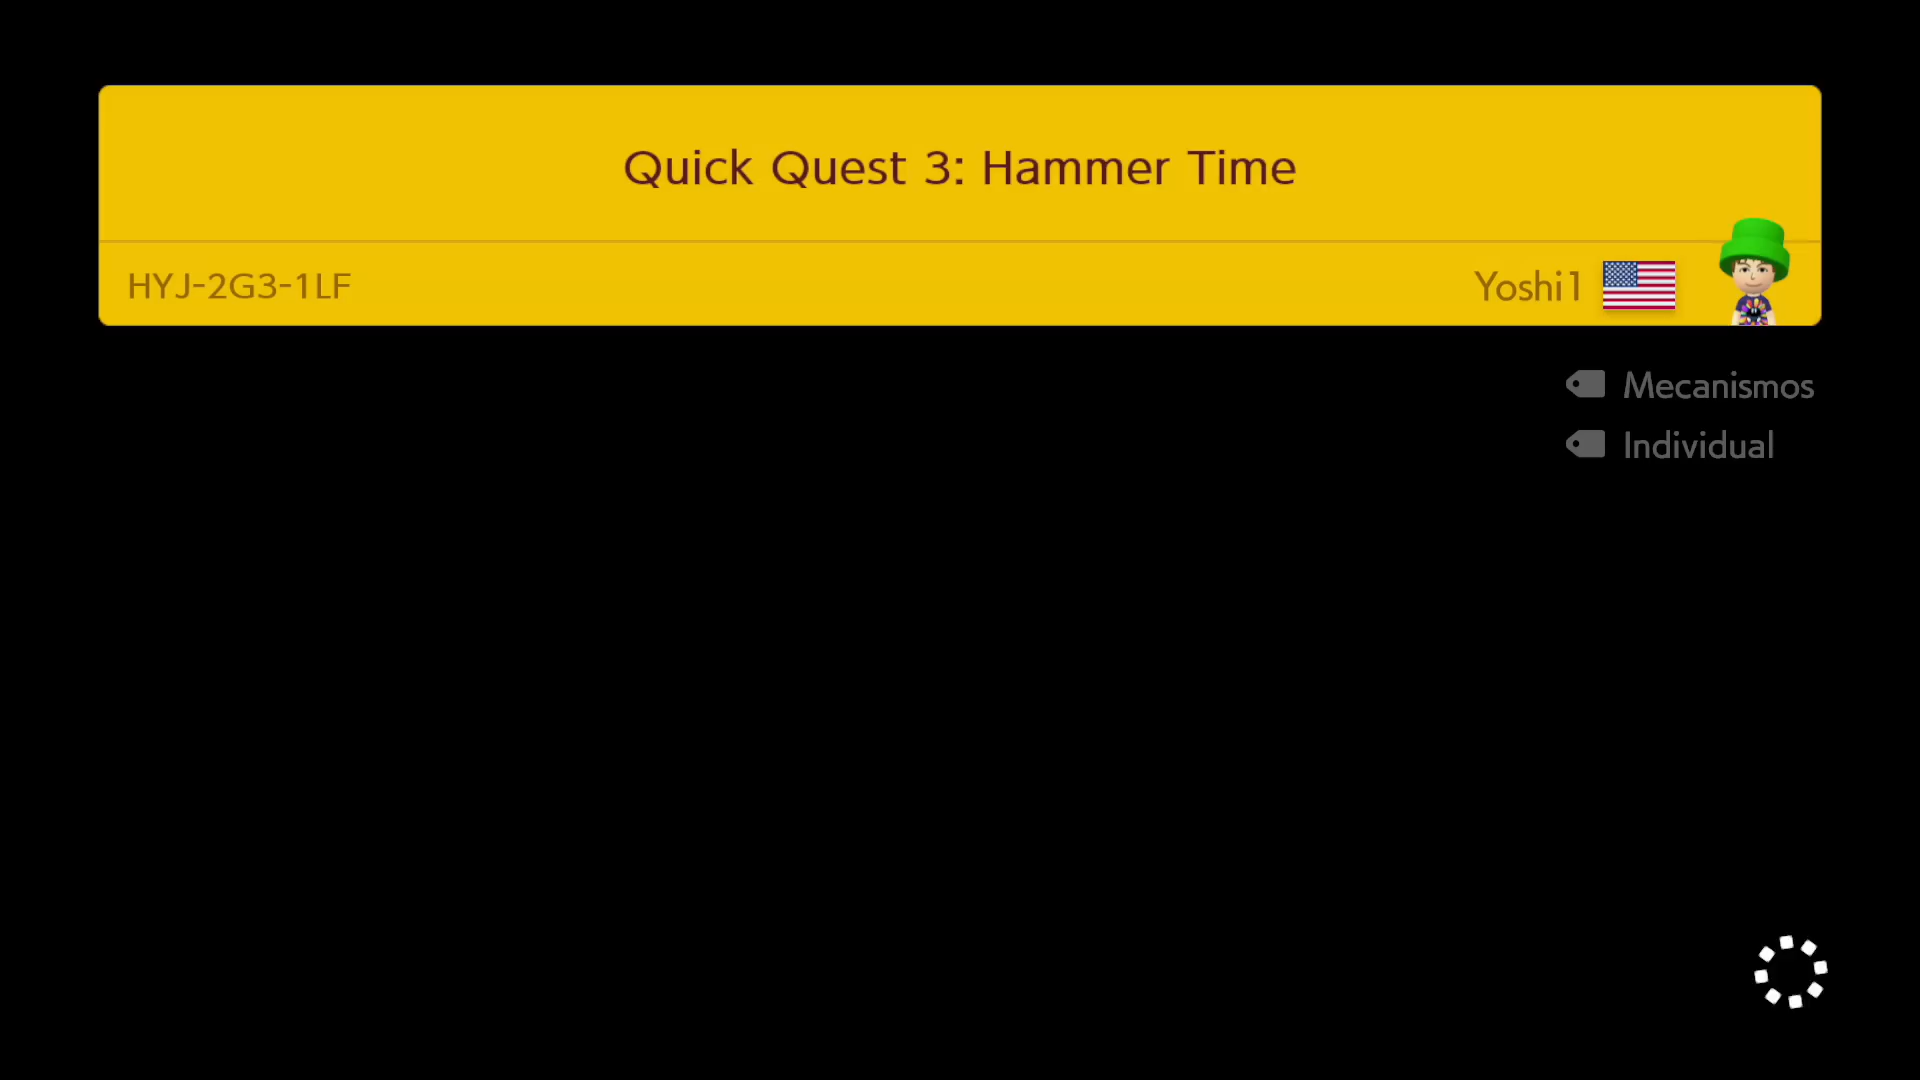 Quick Quest 3: Hammer Time
HYJ-2G3-1LF
Yoshi1
Mecanismos
Individual